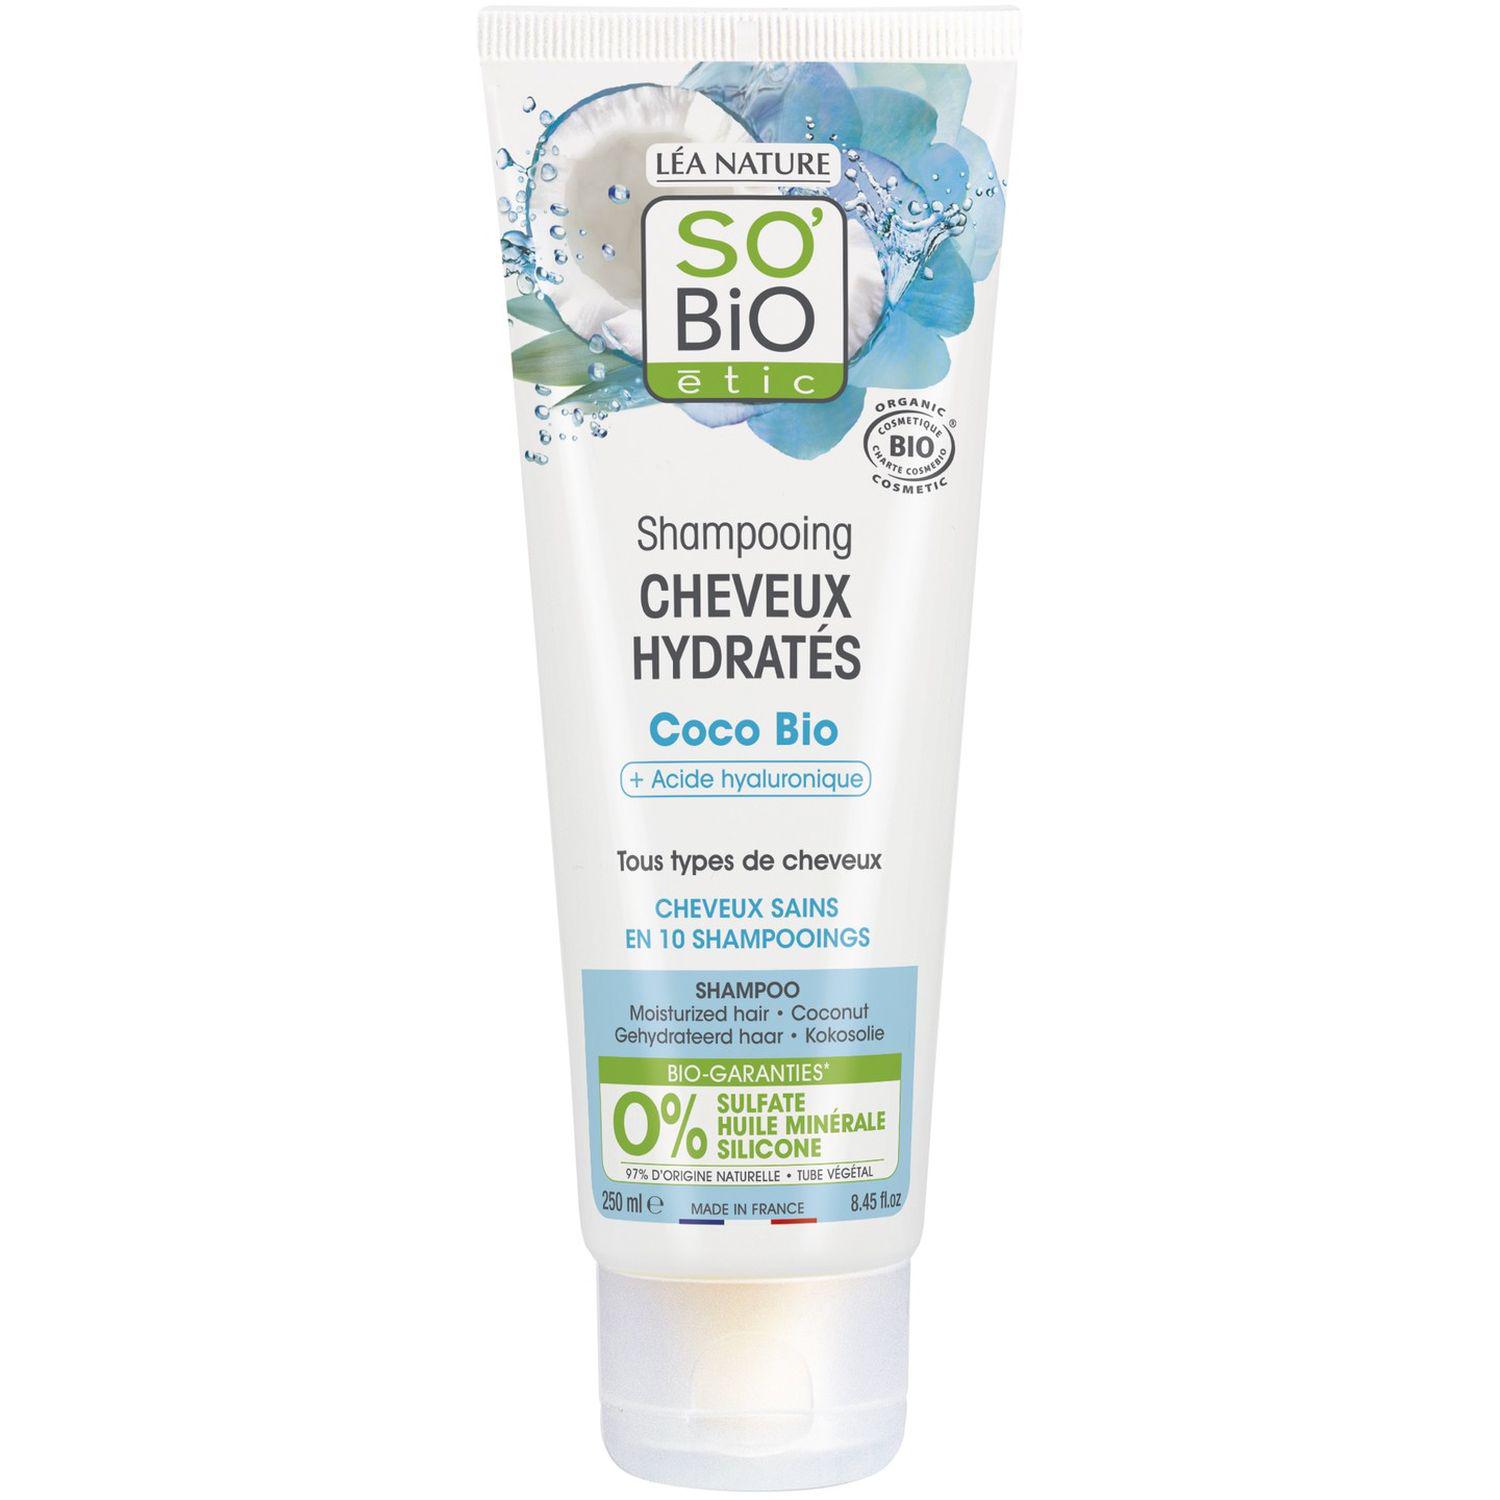 LÉA NATURE
SO'
BiO
ētic
ORGANIC
COSMETIQUE
BIO
®
CHARTE COSMEBIO
COSMETIC
Shampooing
CHEVEUX
HYDRATÉS
Coco Bio
+ Acide hyaluronique
Tous types de cheveux
CHEVEUX SAINS
EN 10 SHAMPOOINGS
SHAMPOO
Moisturized hair • Coconut
Gehydrateerd haar • Kokosolie
BIO-GARANTIES*
0% SULFATE
HUILE MINÉRALE
SILICONE
97% D'ORIGINE NATURELLE • TUBE VÉGÉTAL
250 ml e MADE IN FRANCE 8.45 fl.oz